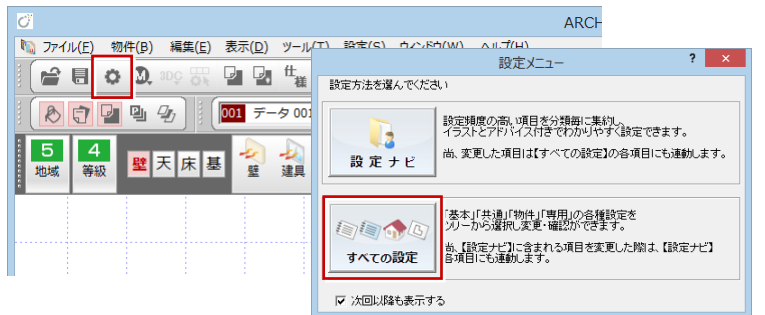 ARCH
ファイル(F) 物件(B) 編集(E) 表示(D) ツール(T) 設定(S) ウィンドウ(W) ヘルプ(H)
3DC 仕様
001 データ 001
5 地域
4 等級
壁 天 床 基
壁 建具
設定メニュー ? ×
設定方法を選んでください
設定ナビ
設定頻度の高い項目を分類毎に集約し、
イラストとアドバイス付きでわかりやすく設定できます。
尚、変更した項目は【すべての設定】の各項目にも連動します。
すべての設定
「基本」「共通」「物件」「専用」の各種設定を
ツリーから選択し変更・確認ができます。
尚、【設定ナビ】に含まれる項目を変更した際は、【設定ナビ】
各項目にも連動します。
次回以降も表示する